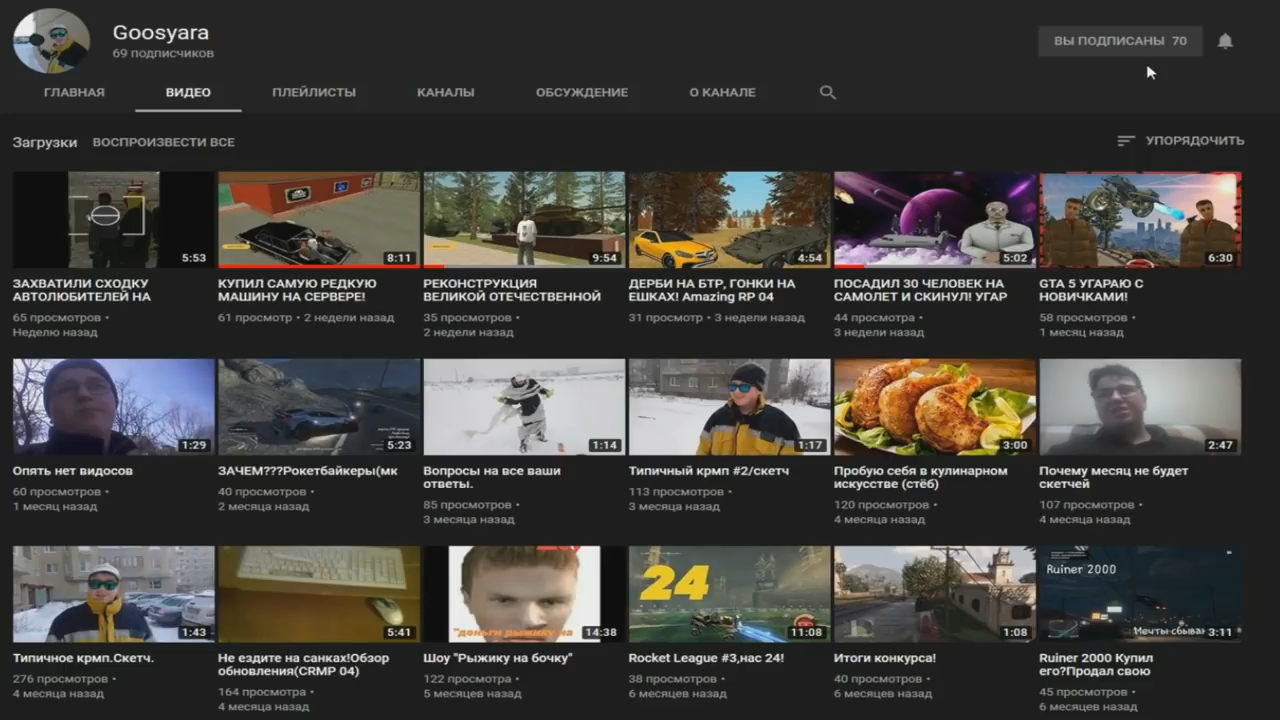 Goosyara
69 подписчиков
ВЫ ПОДПИСАНЫ 70
ГЛАВНАЯ ВИДЕО ПЛЕЙЛИСТЫ КАНАЛЫ ОБСУЖДЕНИЕ О КАНАЛЕ
Загрузки ВОСПРОИЗВЕСТИ ВСЕ УПОРЯДОЧИТЬ
5:53 8:11 9:54 4:54 5:02 6:30
ЗАХВАТИЛИ СХОДКУ
АВТОЛЮБИТЕЛЕЙ НА
65 просмотров •
Неделю назад
КУПИЛ САМУЮ РЕДКУЮ
МАШИНУ НА СЕРВЕРЕ!
61 просмотр • 2 недели назад
РЕКОНСТРУКЦИЯ
ВЕЛИКОЙ ОТЕЧЕСТВЕННОЙ
35 просмотров •
2 недели назад
ДЕРБИ НА БТР, ГОНКИ НА
ЕШКАХ! Amazing RP 04
31 просмотр • 3 недели назад
ПОСАДИЛ 30 ЧЕЛОВЕК НА
САМОЛЕТ И СКИНУЛ! УГАР
44 просмотра •
3 недели назад
GTA 5 УГАРАЮ С
НОВИЧКАМИ!
58 просмотров •
1 месяц назад
1:29 5:23 1:14 1:17 3:00 2:47
Опять нет видосов
60 просмотров •
1 месяц назад
ЗАЧЕМ???Рокетбайкеры(мк
40 просмотров •
2 месяца назад
Вопросы на все ваши
ответы.
85 просмотров •
3 месяца назад
Типичный крмп #2/скетч
113 просмотров •
3 месяца назад
Пробую себя в кулинарном
искусстве (стёб)
120 просмотров •
4 месяца назад
Почему месяц не будет
скетчей
107 просмотров •
4 месяца назад
24
Ruiner 2000
"деньги рыжику на
Мечты сбыва
1:43 5:41 14:38 11:08 1:08 3:11
Типичное крмп.Скетч.
276 просмотров •
4 месяца назад
Не ездите на санках!Обзор
обновления(CRMP 04)
164 просмотра •
4 месяца назад
Шоу "Рыжику на бочку"
122 просмотра •
5 месяцев назад
Rocket League #3,нас 24!
38 просмотров •
6 месяцев назад
Итоги конкурса!
40 просмотров •
6 месяцев назад
Ruiner 2000 Купил
его?Продал свою
45 просмотров •
6 месяцев назад